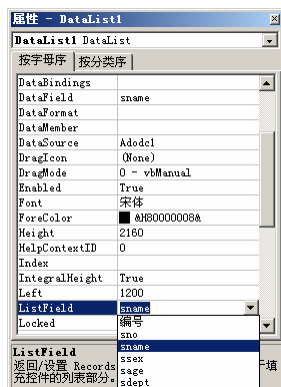 属性 - DataList1
DataList1 DataList
按字母序 按分类序
DataBindings
DataField sname
DataFormat
DataMember
DataSource Adodc1
DragIcon (None)
DragMode 0 - vbManual
Enabled True
Font 宋体
ForeColor &H80000008&
Height 2160
HelpContextID 0
Index
IntegralHeight True
Left 1200
ListField sname
Locked 编号
sno
sname
ssex
sage
sdept
ListField
返回/设置 Records 于填
充控件的列表部分。